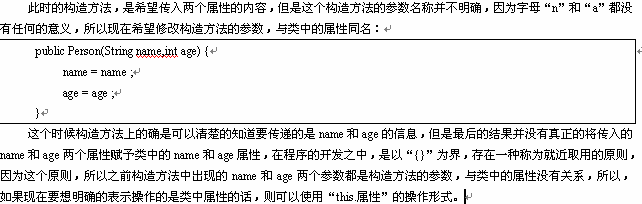 此时的构造方法，是希望传入两个属性的内容，但是这个构造方法的参数名称并不明确，因为字母“n”和“a”都没
有任何的意义，所以现在希望修改构造方法的参数，与类中的属性同名：
public Person(String name,int age) {
name = name ;
age = age ;
}
这个时候构造方法上的确是可以清楚的知道要传递的是 name 和 age 的信息，但是最后的结果并没有真正的将传入的
name 和 age 两个属性赋予类中的 name 和 age 属性，在程序的开发之中，是以“{}”为界，存在一种称为就近取用的原则，
因为这个原则，所以之前构造方法中出现的 name 和 age 两个参数都是构造方法的参数，与类中的属性没有关系，所以，
如果现在要想明确的表示操作的是类中属性的话，则可以使用“this.属性”的操作形式。